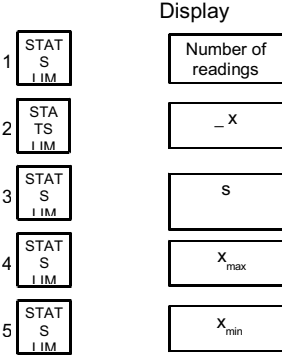 Display
1 STAT Number of
S readings
LIM
2 STA _ x
TS
LIM
3 STAT s
S
LIM
4 STAT xmax
S
LIM
5 STAT xmin
S
LIM